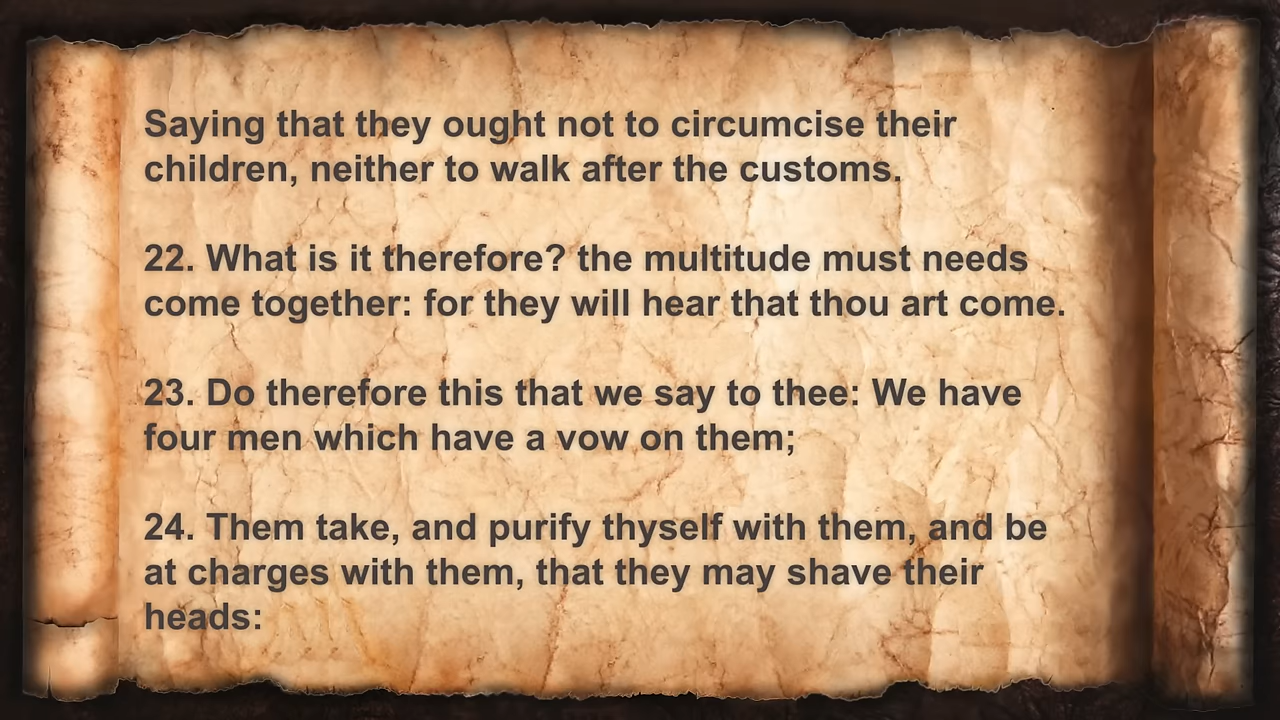 Saying that they ought not to circumcise their
children, neither to walk after the customs.
22. What is it therefore? the multitude must needs
come together: for they will hear that thou art come.
23. Do therefore this that we say to thee: We have
four men which have a vow on them;
24. Them take, and purify thyself with them, and be
at charges with them, that they may shave their
heads: